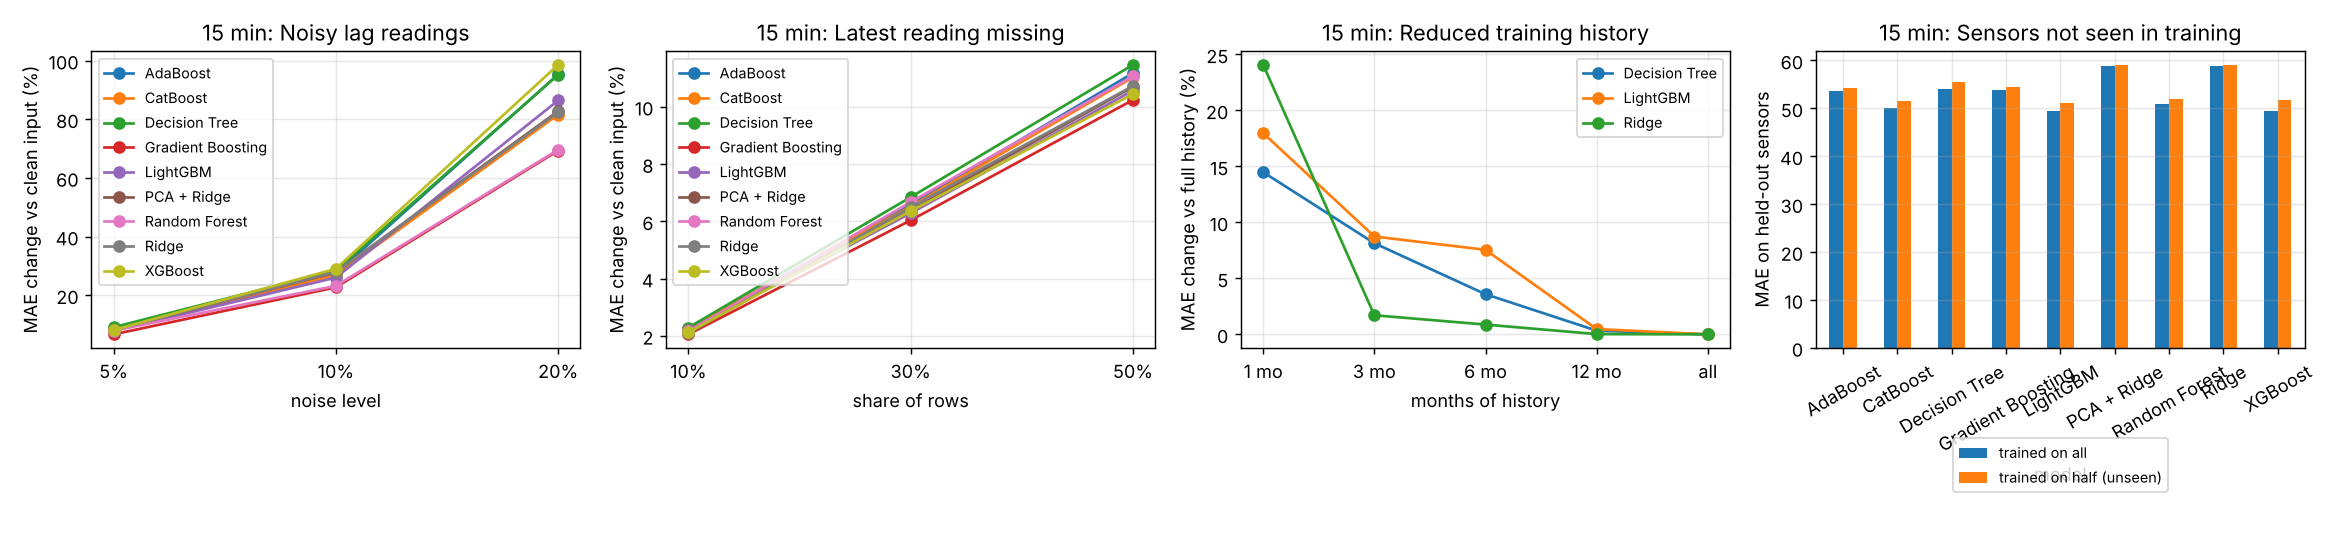 15 min: Noisy lag readings
MAE change vs clean input (%)
100
80
60
40
20
AdaBoost
CatBoost
Decision Tree
Gradient Boosting
LightGBM
PCA + Ridge
Random Forest
Ridge
XGBoost
5%
10%
20%
noise level
15 min: Latest reading missing
MAE change vs clean input (%)
10
8
6
4
2
AdaBoost
CatBoost
Decision Tree
Gradient Boosting
LightGBM
PCA + Ridge
Random Forest
Ridge
XGBoost
10%
30%
50%
share of rows
15 min: Reduced training history
MAE change vs full history (%)
25
20
15
10
5
0
Decision Tree
LightGBM
Ridge
1 mo
3 mo
6 mo
12 mo
all
months of history
15 min: Sensors not seen in training
MAE on held-out sensors
60
50
40
30
20
10
0
AdaBoost
CatBoost
Decision Tree
Gradient Boosting
LightGBM
PCA + Ridge
Random Forest
Ridge
XGBoost
model
trained on all
trained on half (unseen)